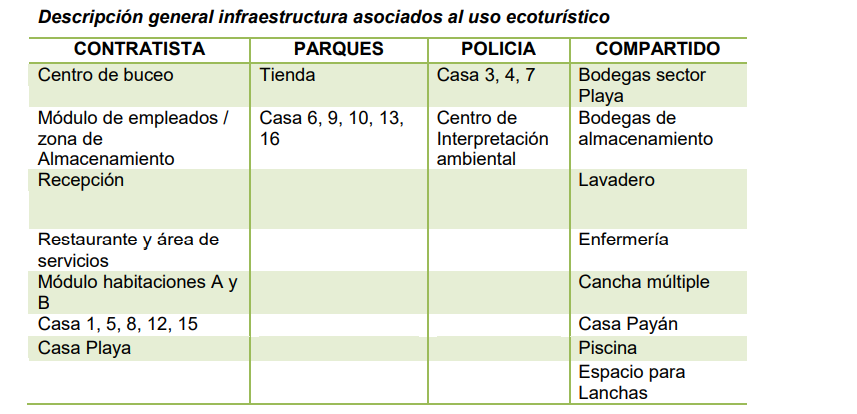 Descripción general infraestructura asociados al uso ecoturístico
CONTRATISTA PARQUES POLICIA COMPARTIDO
Centro de buceo Tienda Casa 3, 4, 7 Bodegas sector
Playa
Módulo de empleados / Casa 6, 9, 10, 13, Centro de Bodegas de
zona de 16 Interpretación almacenamiento
Almacenamiento ambiental
Recepción Lavadero
Restaurante y área de Enfermería
servicios
Módulo habitaciones A y Cancha múltiple
B
Casa 1, 5, 8, 12, 15 Casa Payán
Casa Playa Piscina
Espacio para
Lanchas